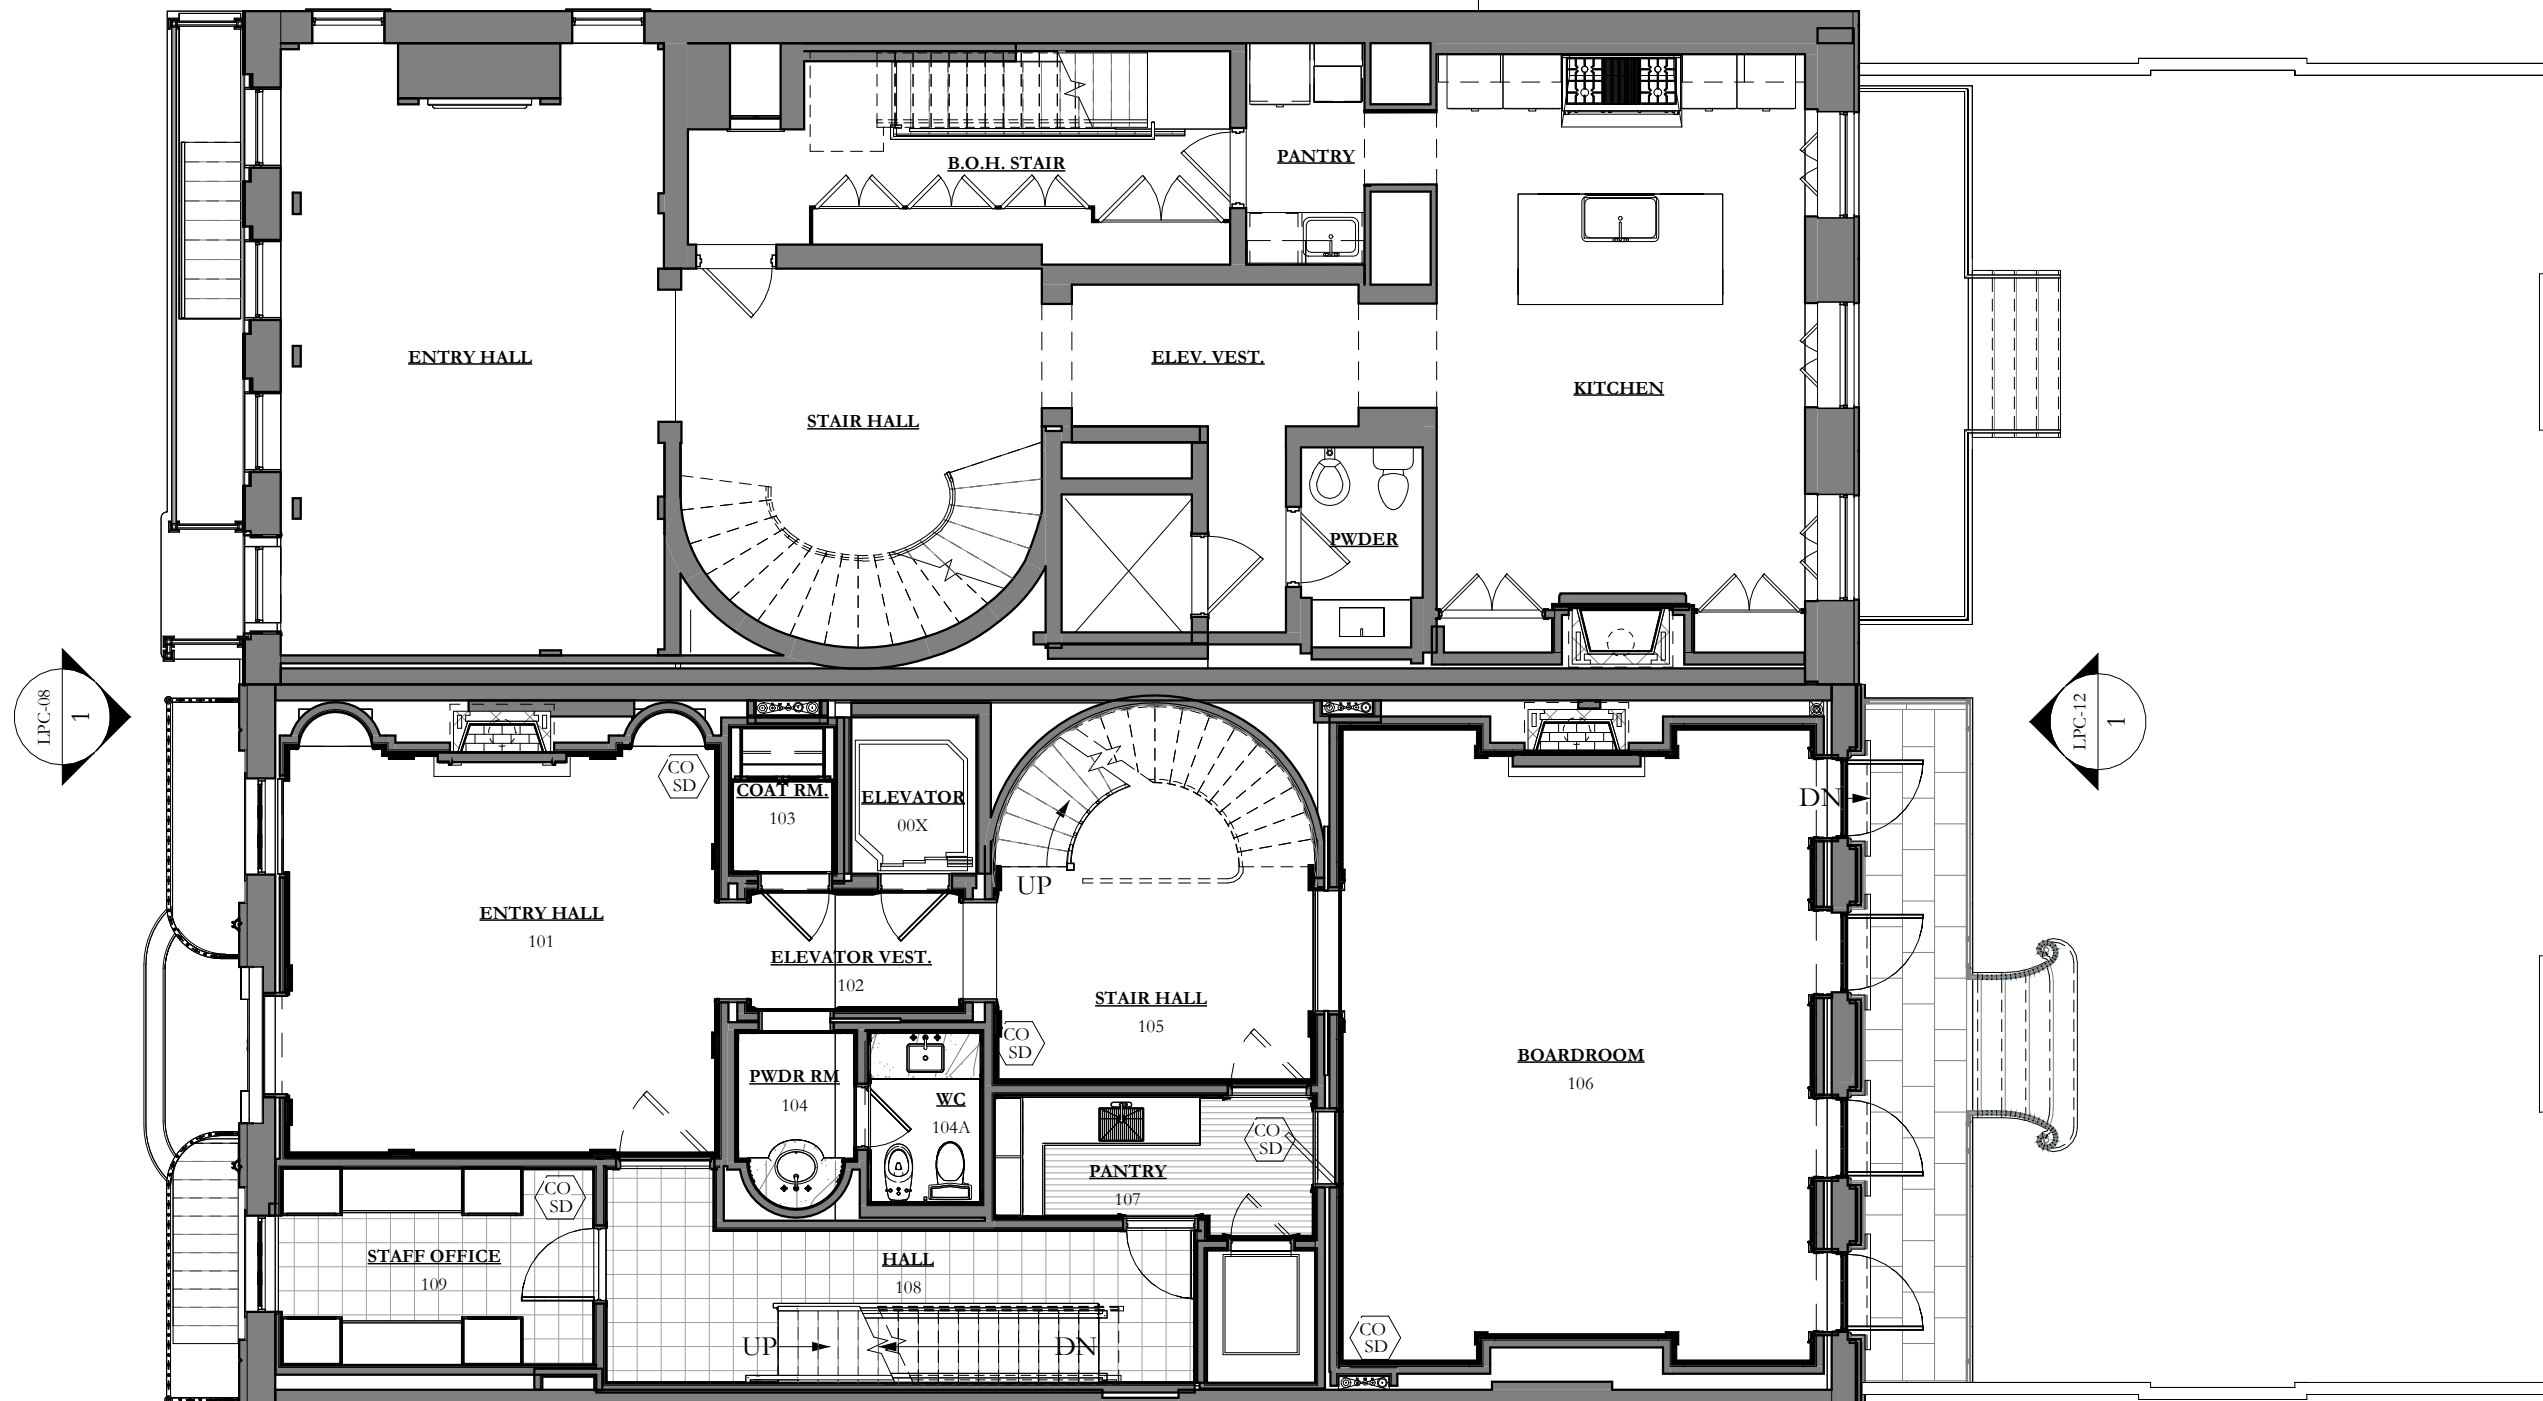 B.O.H. STAIR
PANTRY
ENTRY HALL
ELEV. VEST.
KITCHEN
STAIR HALL
PWDER
LPC-08
1
LPC-12
1
CO
SD
COAT RM.
103
ELEVATOR
00X
DN
UP
ENTRY HALL
101
ELEVATOR VEST.
102
STAIR HALL
105
CO
SD
BOARDROOM
106
PWDR RM
104
WC
104A
CO
SD
PANTRY
107
CO
SD
STAFF OFFICE
109
HALL
108
UP
DN
CO
SD